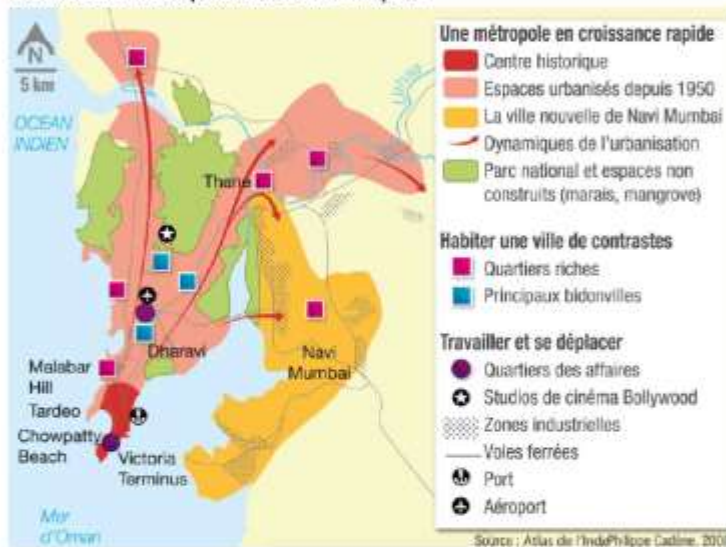 N
5 km
OCEAN
INDIEN
Thane
Dharavi
Navi
Mumbai
Malabar
Hill
Tardeo
Chowpatty
Beach
Victoria
Terminus
Mer
d'Oman
Une métropole en croissance rapide
Centre historique
Espaces urbanisés depuis 1950
La ville nouvelle de Navi Mumbai
Dynamiques de l'urbanisation
Parc national et espaces non
construits (marais, mangrove)
Habiter une ville de contrastes
Quartiers riches
Principaux bidonvilles
Travailler et se déplacer
Quartiers des affaires
Studios de cinéma Bollywood
Zones industrielles
Voies ferrées
Port
Aéroport
Source : Atlas de l'Inde Philippe Cadène,